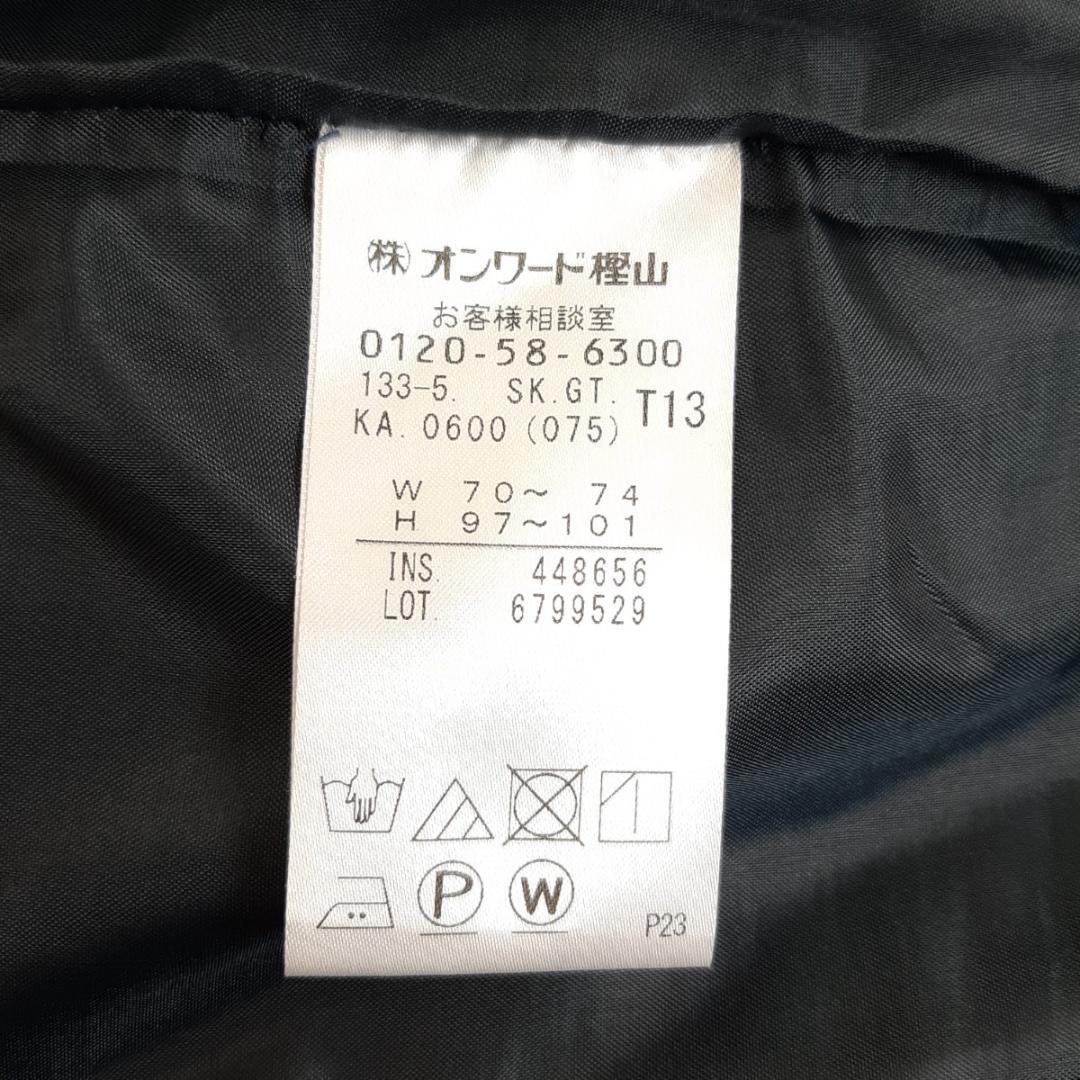 (株)オンワード樫山
お客様相談室
0120-58-6300
133-5. SK.GT. T13
KA. 0600 (075)
W 70〜 74
H 97〜101
INS. 448656
LOT. 6799529
P
W
P23